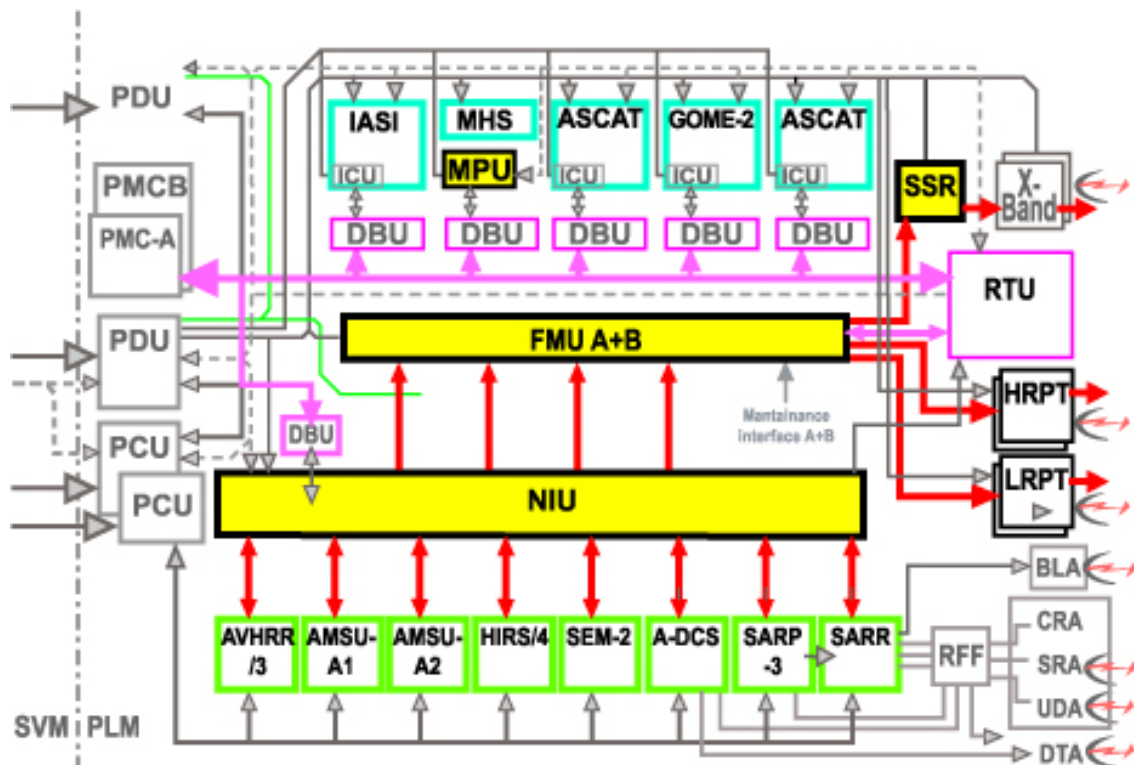 PDU
IASI
MHS
ASCAT
GOME-2
ASCAT
MPU
ICU
ICU
ICU
ICU
SSR
X-
Band
PMCB
PMC-A
DBU
DBU
DBU
DBU
DBU
RTU
PDU
FMU A+B
HRPT
Mantainance
interface A+B
PCU
DBU
LRPT
PCU
NIU
BLA
AVHRR
/3
AMSU-
A1
AMSU-
A2
HIRS/4
SEM-2
A-DCS
SARP
-3
SARR
RFF
CRA
SRA
UDA
DTA
SVM
PLM